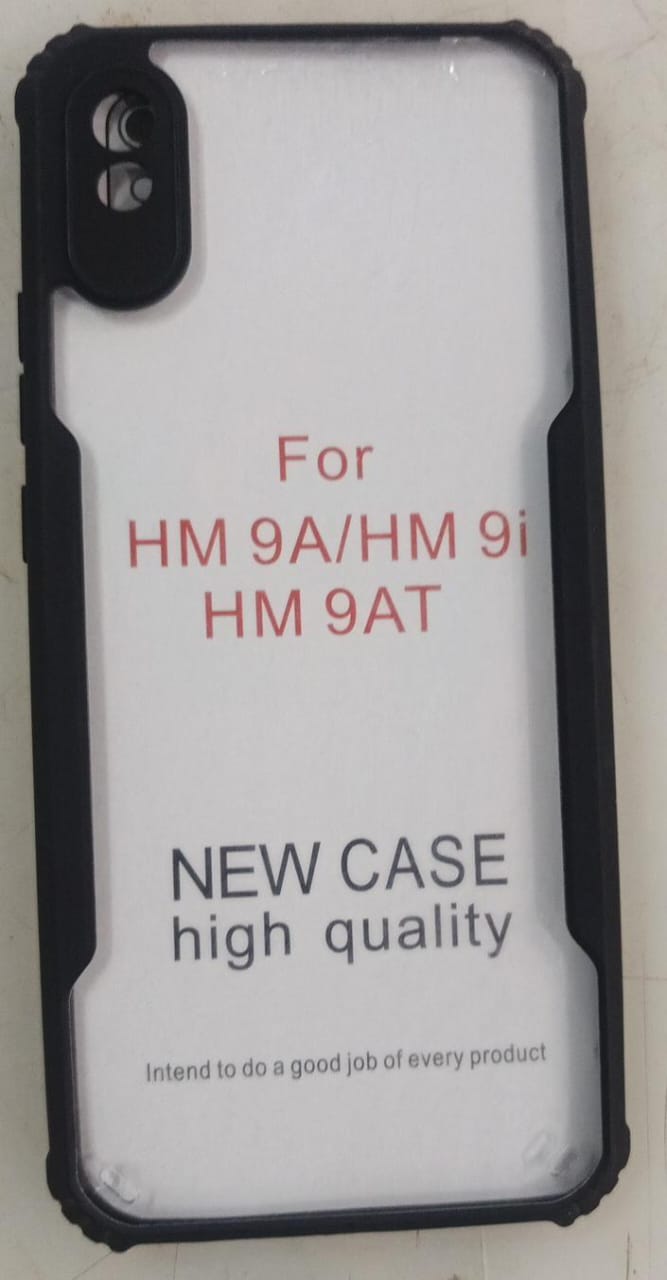 For
HM 9A/HM 9i
HM 9AT
NEW CASE
high quality
Intend to do a good job of every product